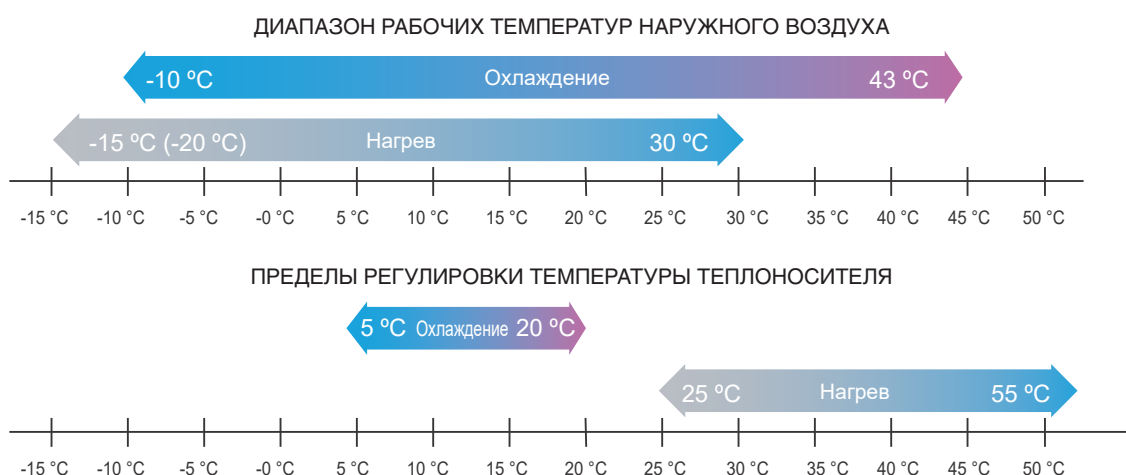 ДИАПАЗОН РАБОЧИХ ТЕМПЕРАТУР НАРУЖНОГО ВОЗДУХА
-10 ºC Охлаждение 43 ºC
-15 ºC (-20 ºC) Нагрев 30 ºC
-15 °C -10 °C -5 °C -0 °C 5 °C 10 °C 15 °C 20 °C 25 °C 30 °C 35 °C 40 °C 45 °C 50 °C
ПРЕДЕЛЫ РЕГУЛИРОВКИ ТЕМПЕРАТУРЫ ТЕПЛОНОСИТЕЛЯ
5 ºC Охлаждение 20 ºC
25 ºC Нагрев 55 ºC
-15 °C -10 °C -5 °C -0 °C 5 °C 10 °C 15 °C 20 °C 25 °C 30 °C 35 °C 40 °C 45 °C 50 °C